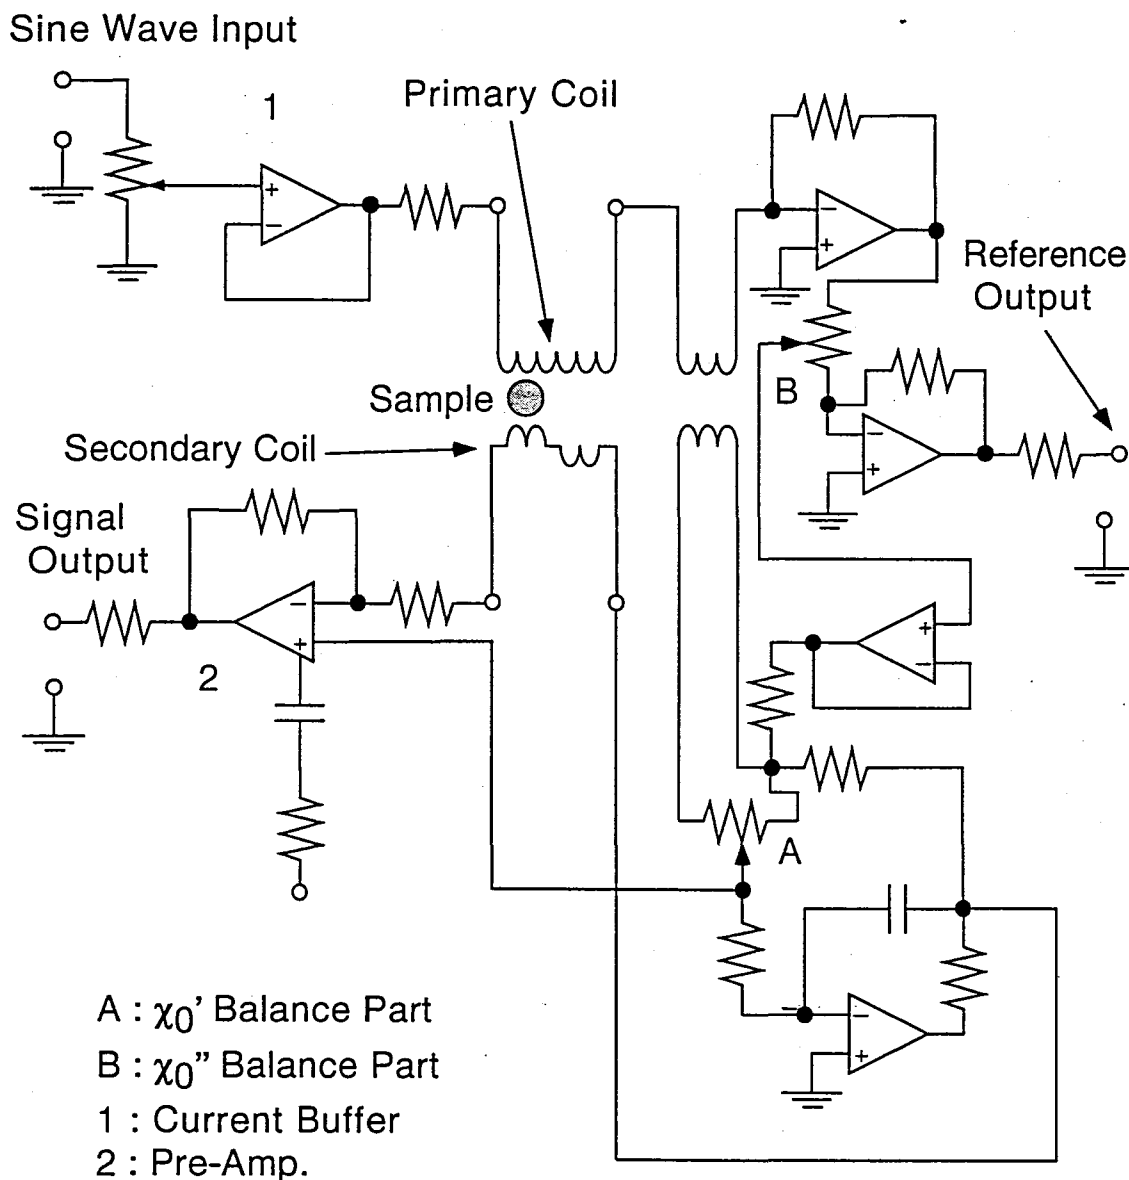 Sine Wave Input
1
Primary Coil
+
−
−
+
Reference
Output
Sample
B
Secondary Coil
−
+
Signal
Output
−
+
+
−
2
A
−
−
+
A : χ0' Balance Part
B : χ0" Balance Part
1 : Current Buffer
2 : Pre-Amp.